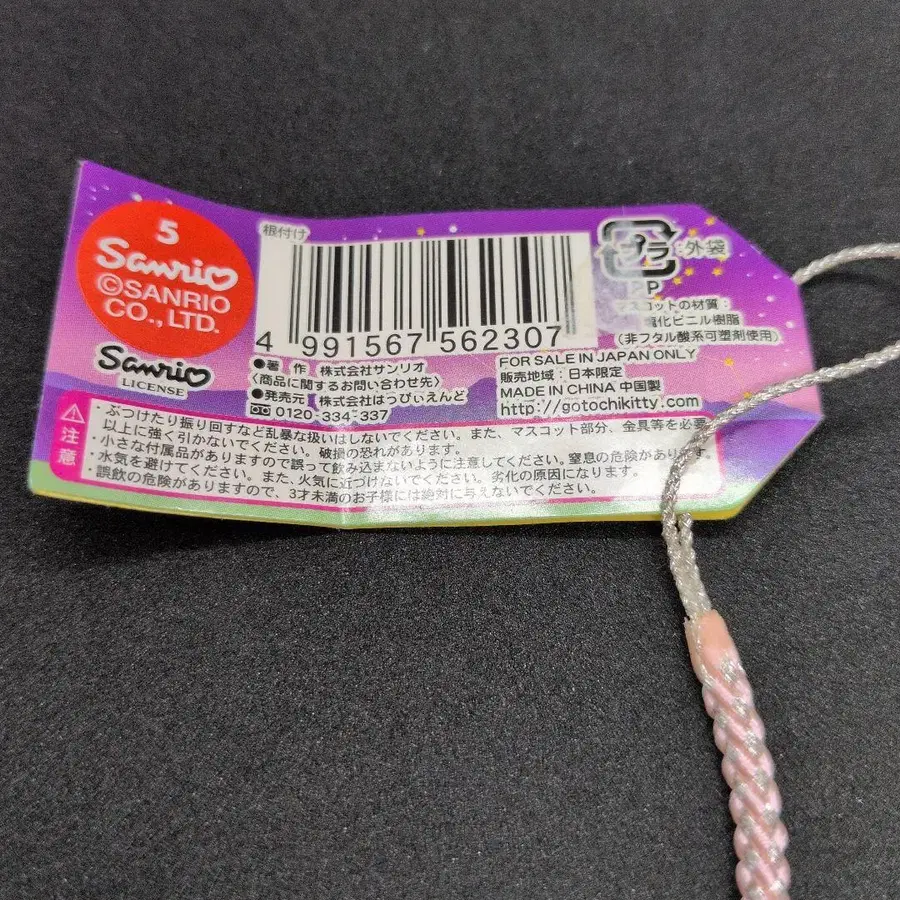 5
Sanrio
©SANRIO
CO., LTD.
Sanrio
LICENSE
根付け
4 991567 562307
プラ
:外袋
PP
マスコットの材質:
化ビニル樹脂
(非フタル酸系可塑剤使用)
●著 作 株式会社サンリオ
〈商品に関するお問い合わせ先〉
●発売元 株式会社ほっぴぃえんど
0120-334-337
FOR SALE IN JAPAN ONLY
販売地域: 日本限定
MADE IN CHINA 中国製
http://gotochikitty.com
注意
・ぶつけたり振り回すなど乱暴な扱いはしないでください。また、マスコット部分、金具等を必要
以上に強く引かないでください。破損の恐れがあります。
・小さな付属品がありますので誤って飲み込まないように注意してください。窒息の危険があります。
・水気を避けてください。また、火気に近づけないでください。劣化の原因になります。
・誤飲の危険がありますので、3才未満のお子様には絶対に与えないでください。